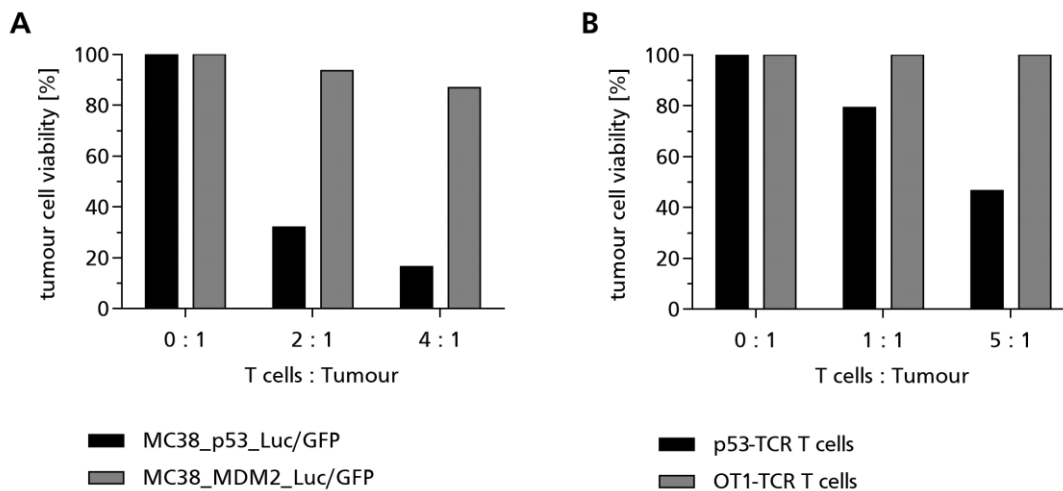 A
tumour cell viability [%]
100
80
60
40
20
0
0 : 1
2 : 1
4 : 1
T cells : Tumour
MC38_p53_Luc/GFP
MC38_MDM2_Luc/GFP
B
tumour cell viability [%]
100
80
60
40
20
0
0 : 1
1 : 1
5 : 1
T cells : Tumour
p53-TCR T cells
OT1-TCR T cells